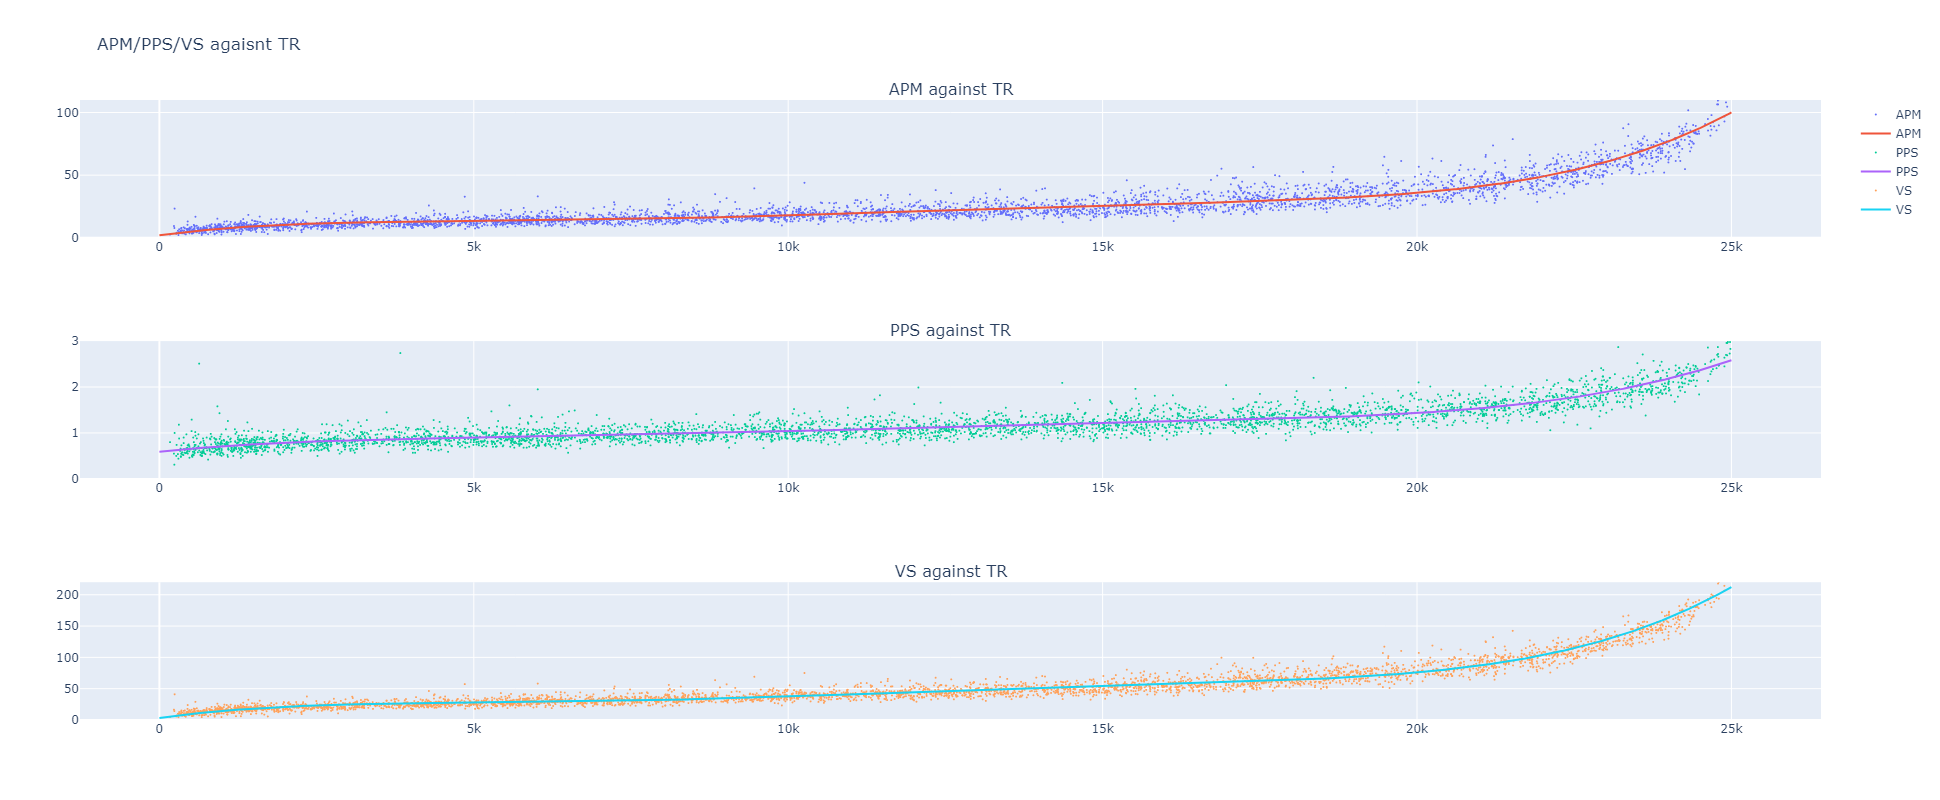 APM/PPS/VS agaisnt TR
APM against TR
100
50
0
0 5k 10k 15k 20k 25k
APM
APM
PPS
PPS
VS
VS
PPS against TR
3
2
1
0
0 5k 10k 15k 20k 25k
VS against TR
200
150
100
50
0
0 5k 10k 15k 20k 25k